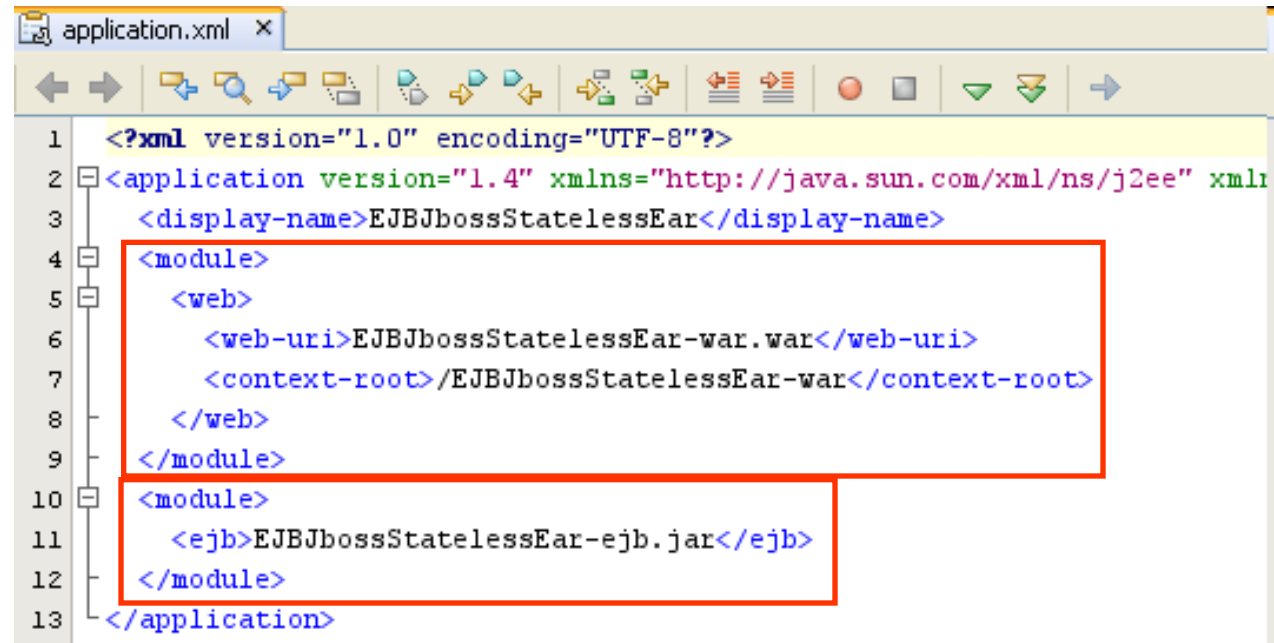 application.xml ×
1 <?xml version="1.0" encoding="UTF-8"?>
2 <application version="1.4" xmlns="http://java.sun.com/xml/ns/j2ee"
3 <display-name>EJBJbossStatelessEar</display-name>
4 <module>
5 <web>
6 <web-uri>EJBJbossStatelessEar-war.war</web-uri>
7 <context-root>/EJBJbossStatelessEar-war</context-root>
8 </web>
9 </module>
10 <module>
11 <ejb>EJBJbossStatelessEar-ejb.jar</ejb>
12 </module>
13 </application>